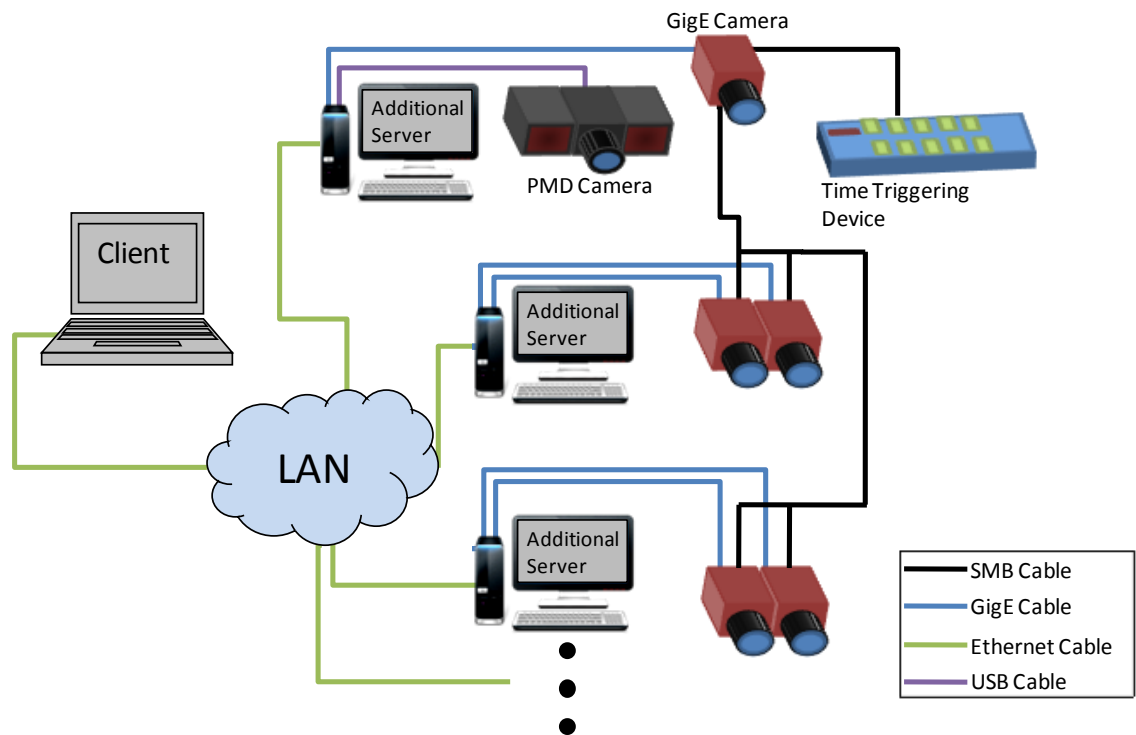 GigE Camera
Additional
Server
PMD Camera
Time Triggering
Device
Client
Additional
Server
LAN
Additional
Server
SMB Cable
GigE Cable
Ethernet Cable
USB Cable